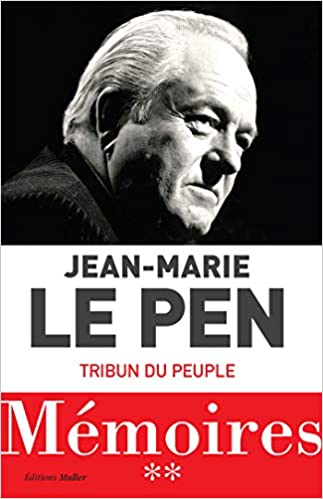 JEAN-MARIE
LE PEN
TRIBUN DU PEUPLE
Mémoires
**
Éditions Muller